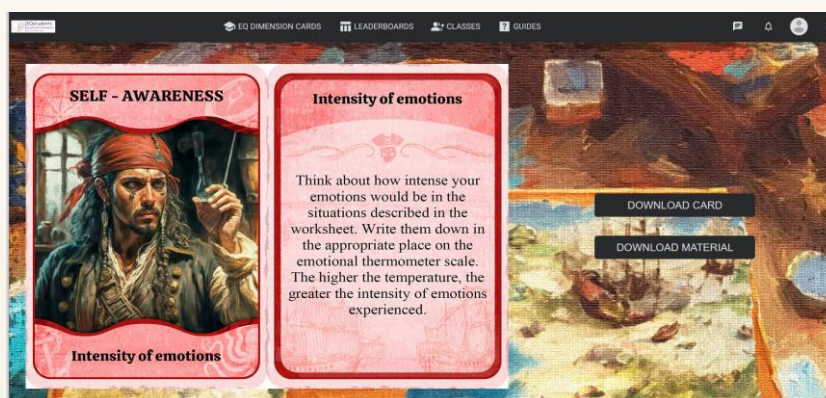 EQ DIMENSION CARDS
LEADERBOARDS
CLASSES
GUIDES
SELF - AWARENESS
Intensity of emotions
Intensity of emotions
Think about how intense your
emotions would be in the
situations described in the
worksheet. Write them down in
the appropriate place on the
emotional thermometer scale.
The higher the temperature, the
greater the intensity of emotions
experienced.
DOWNLOAD CARD
DOWNLOAD MATERIAL